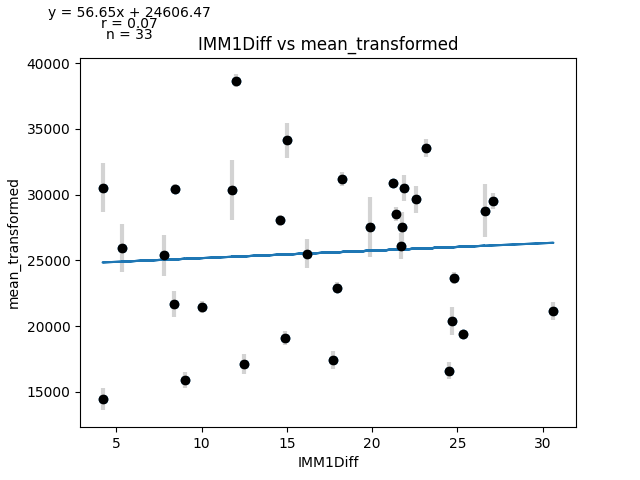 y = 56.65x + 24606.47
r = 0.07
n = 33
IMM1Diff vs mean_transformed
40000
35000
30000
25000
20000
15000
mean_transformed
5 10 15 20 25 30
IMM1Diff